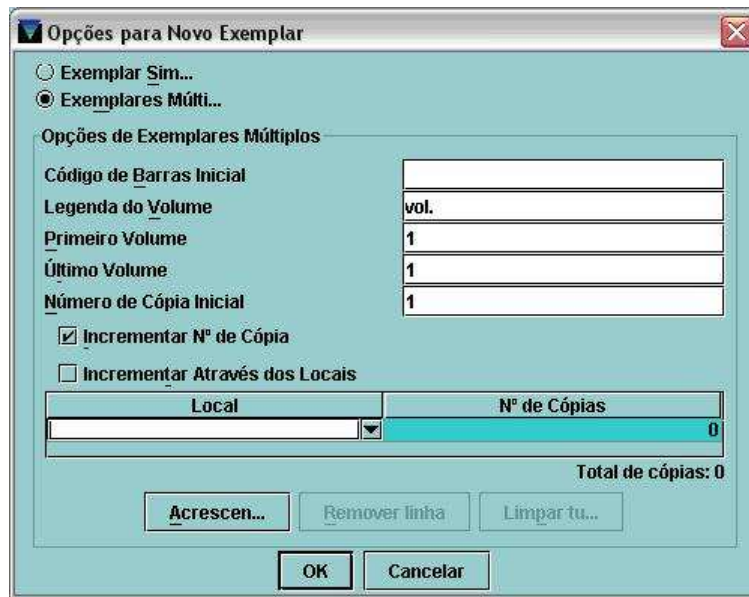 Opções para Novo Exemplar
Exemplar Sim...
Exemplares Múlti...
Opções de Exemplares Múltiplos
Código de Barras Inicial
Legenda do Volume vol.
Primeiro Volume 1
Último Volume 1
Número de Cópia Inicial 1
Incrementar Nº de Cópia
Incrementar Através dos Locais
Local Nº de Cópias
0
Total de cópias: 0
Acrescen... Remover linha Limpar tu...
OK Cancelar